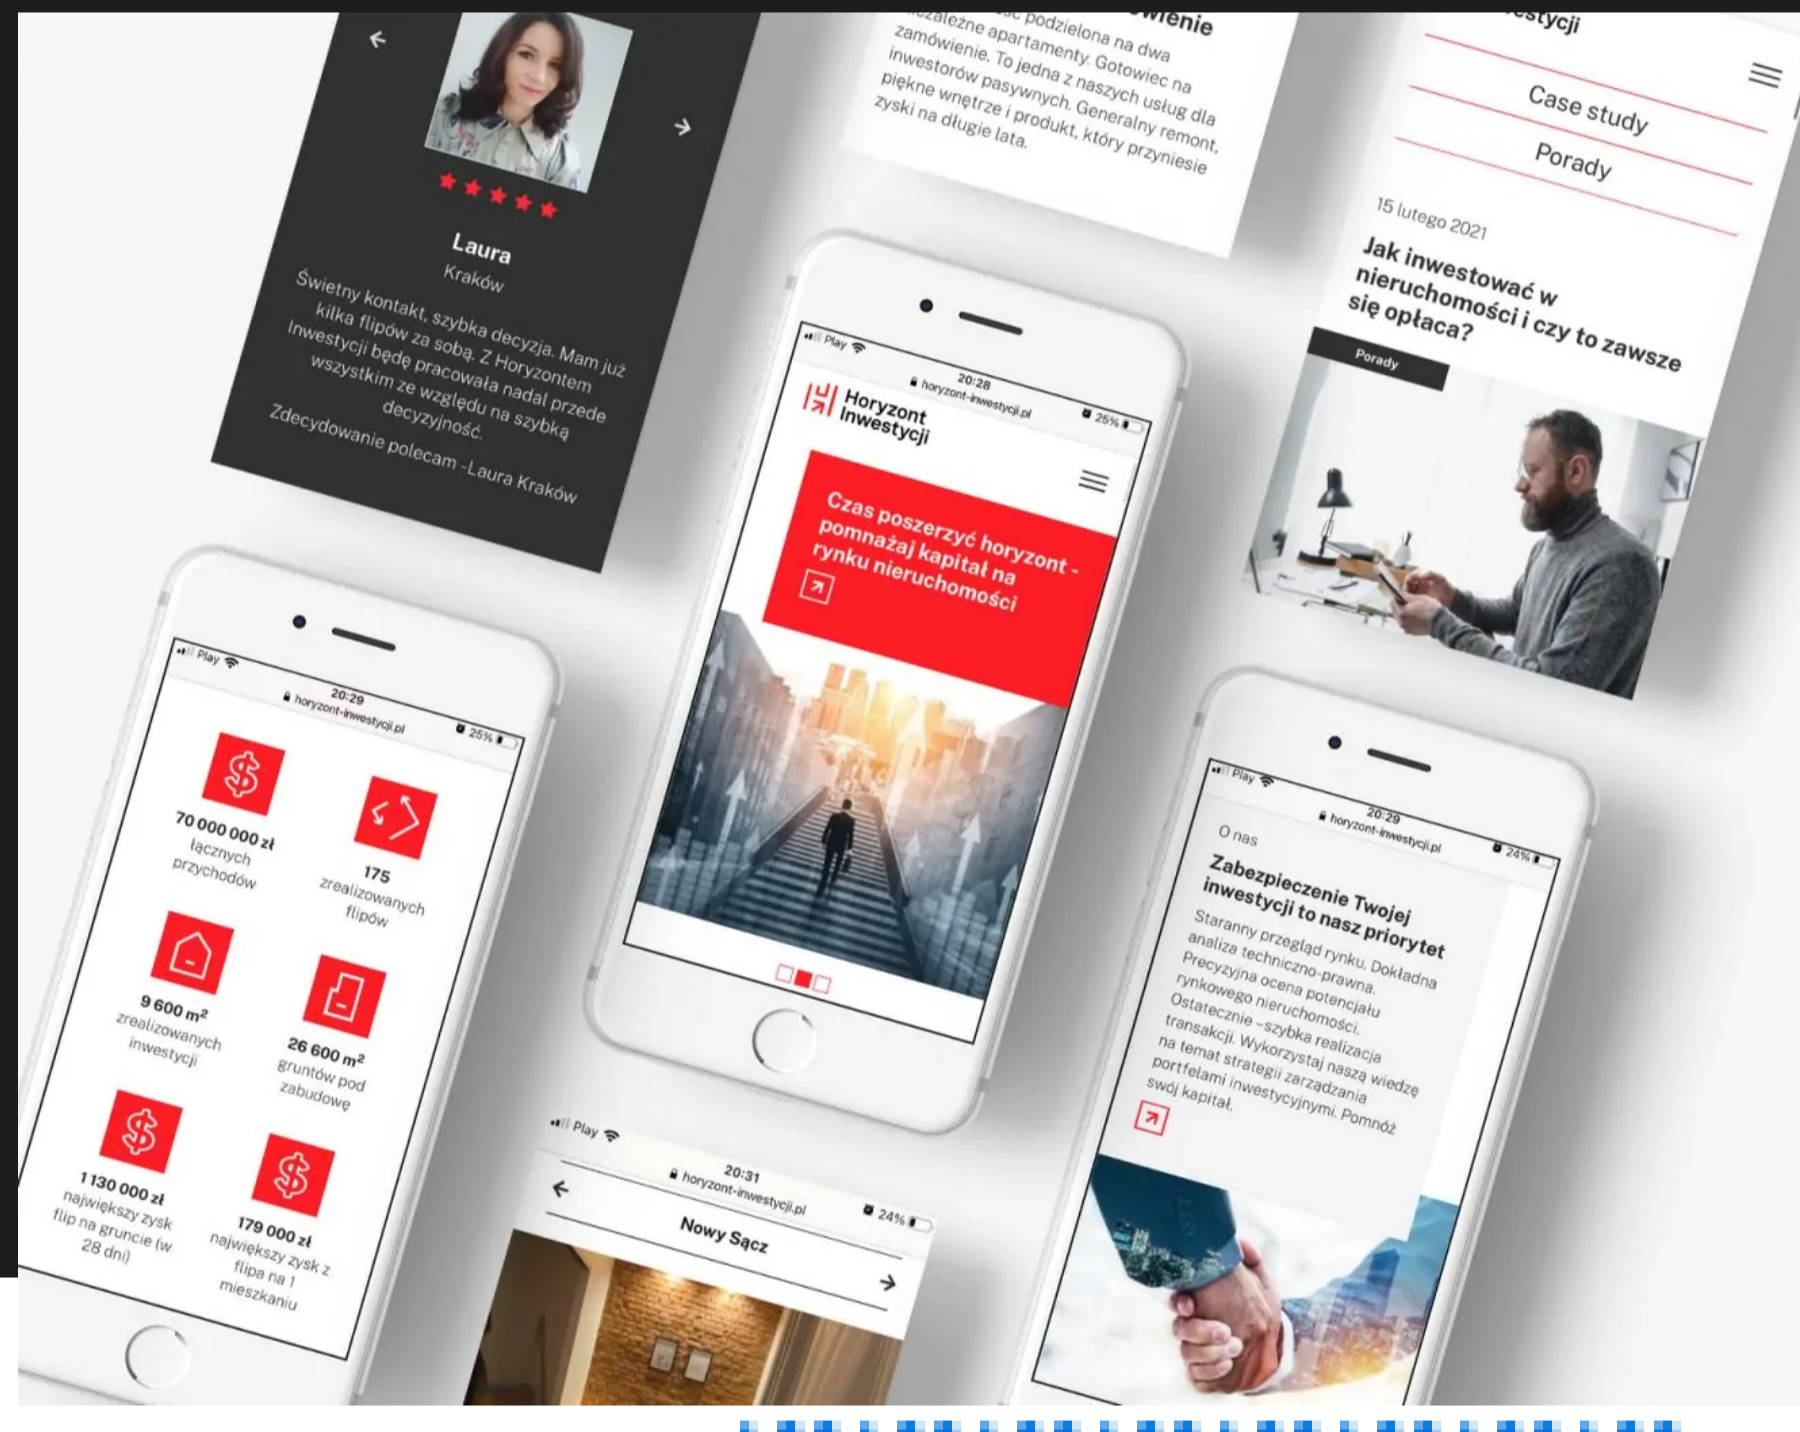 Laura
Kraków
Świetny kontakt, szybka decyzja. Mam już
kilka flipów za sobą. Z Horyzontem
Inwestycji będę pracowała nadal przede
wszystkim ze względu na szybką
decyzyjność.
Zdecydowanie polecam -Laura Kraków
podzielona na dwa
niezależne apartamenty. Gotowiec na
zamówienie. To jedna z naszych usług dla
inwestorów pasywnych. Generalny remont,
piękne wnętrze i produkt, który przyniesie
zyski na długie lata.
Case study
Porady
15 lutego 2021
Jak inwestować w
nieruchomości i czy to zawsze
się opłaca?
Porady
Play
20:28
horyzont-inwestycji.pl
25%
Horyzont
Inwestycji
Czas poszerzyć horyzont -
pomnażaj kapitał na
rynku nieruchomości
Play
20:29
horyzont-inwestycji.pl
25%
70 000 000 zł
łącznych
przychodów
175
zrealizowanych
flipów
9 600 m²
zrealizowanych
inwestycji
26 600 m²
gruntów pod
zabudowę
1 130 000 zł
największy zysk
flip na gruncie (w
28 dni)
179 000 zł
największy zysk z
flipa na 1
mieszkaniu
Play
20:31
horyzont-inwestycji.pl
24%
Nowy Sącz
Play
20:29
horyzont-inwestycji.pl
24%
O nas
Zabezpieczenie Twojej
inwestycji to nasz priorytet
Staranny przegląd rynku. Dokładna
analiza techniczno-prawna.
Precyzyjna ocena potencjału
rynkowego nieruchomości.
Ostatecznie –szybka realizacja
transakcji. Wykorzystaj naszą wiedzę
na temat strategii zarządzania
portfelami inwestycyjnymi. Pomnóż
swój kapitał.